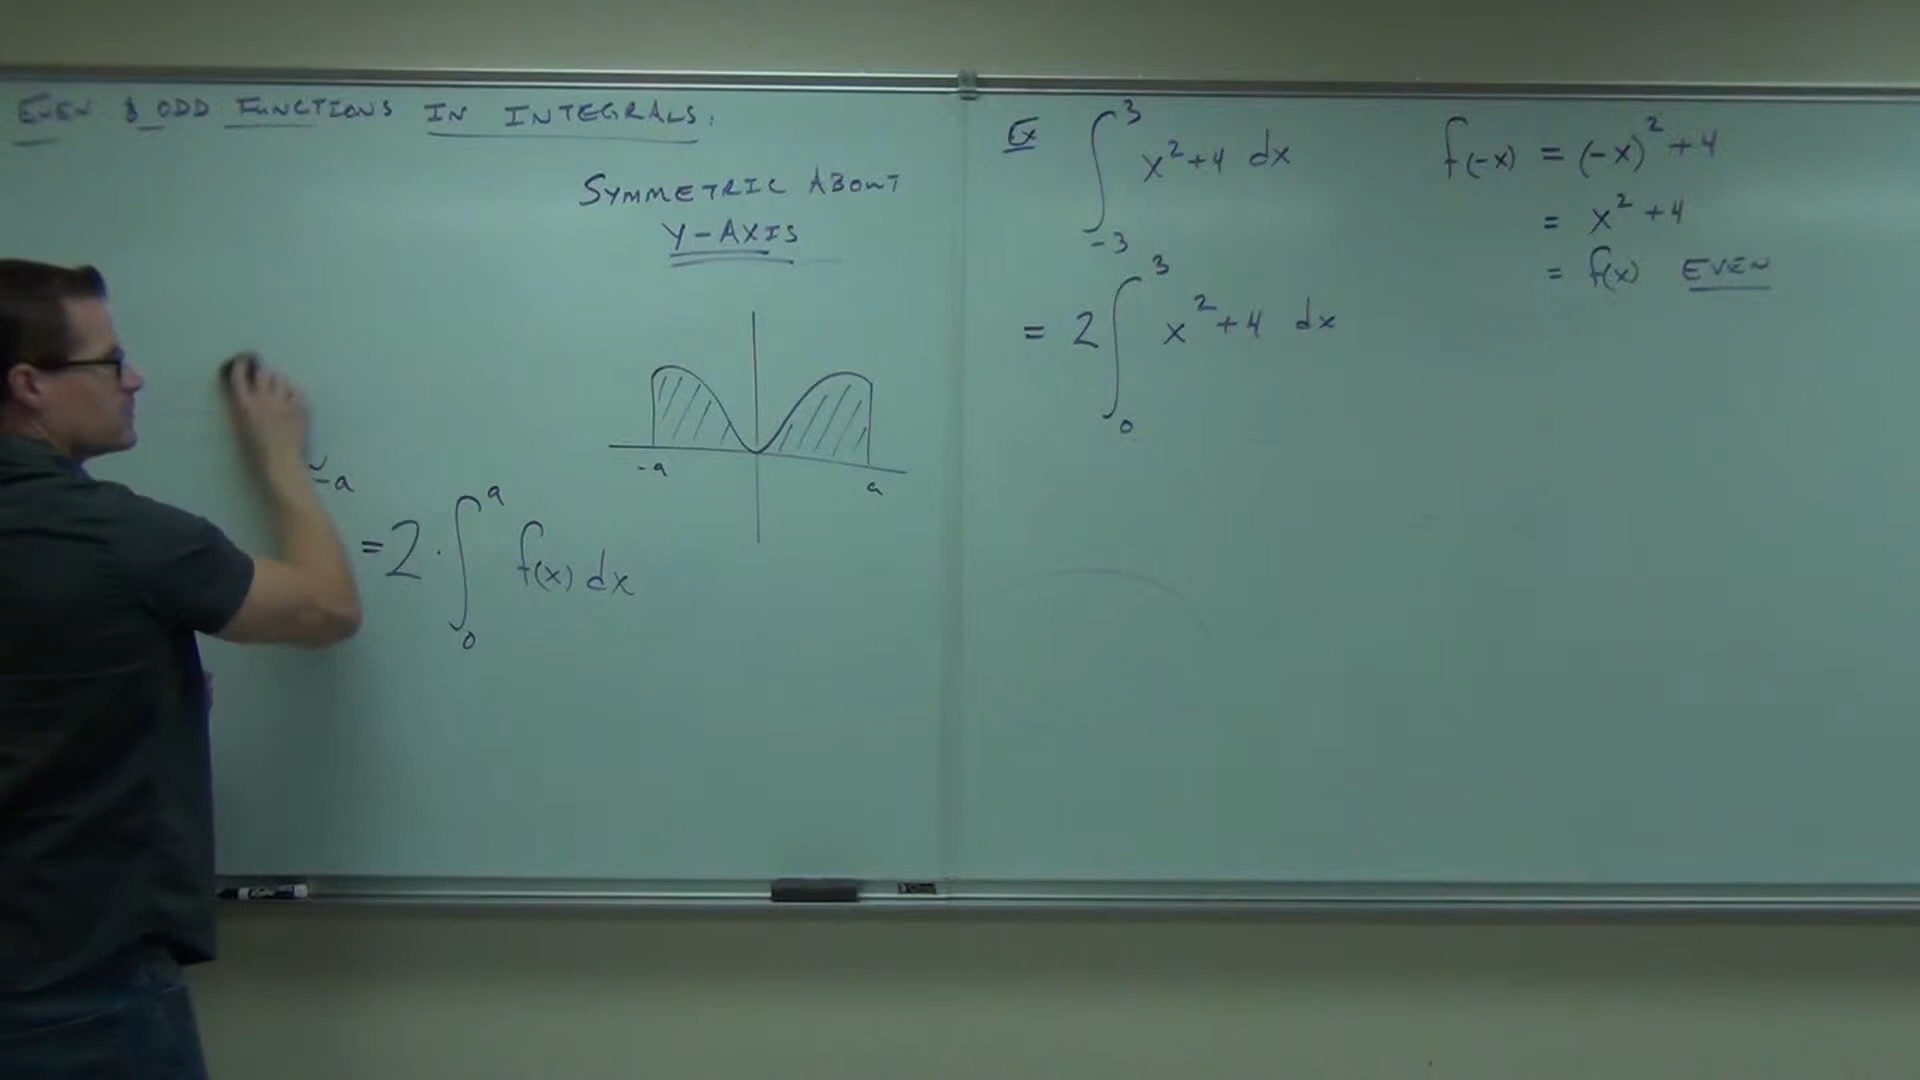 EVEN & ODD FUNCTIONS IN INTEGRALS.
SYMMETRIC ABOUT
Y-AXIS
-a
a
-a
= 2 · ∫₀ᵃ f(x) dx
Ex ∫₋₃³ x² + 4 dx
= 2 ∫₀³ x² + 4 dx
f(-x) = (-x)² + 4
= x² + 4
= f(x) EVEN